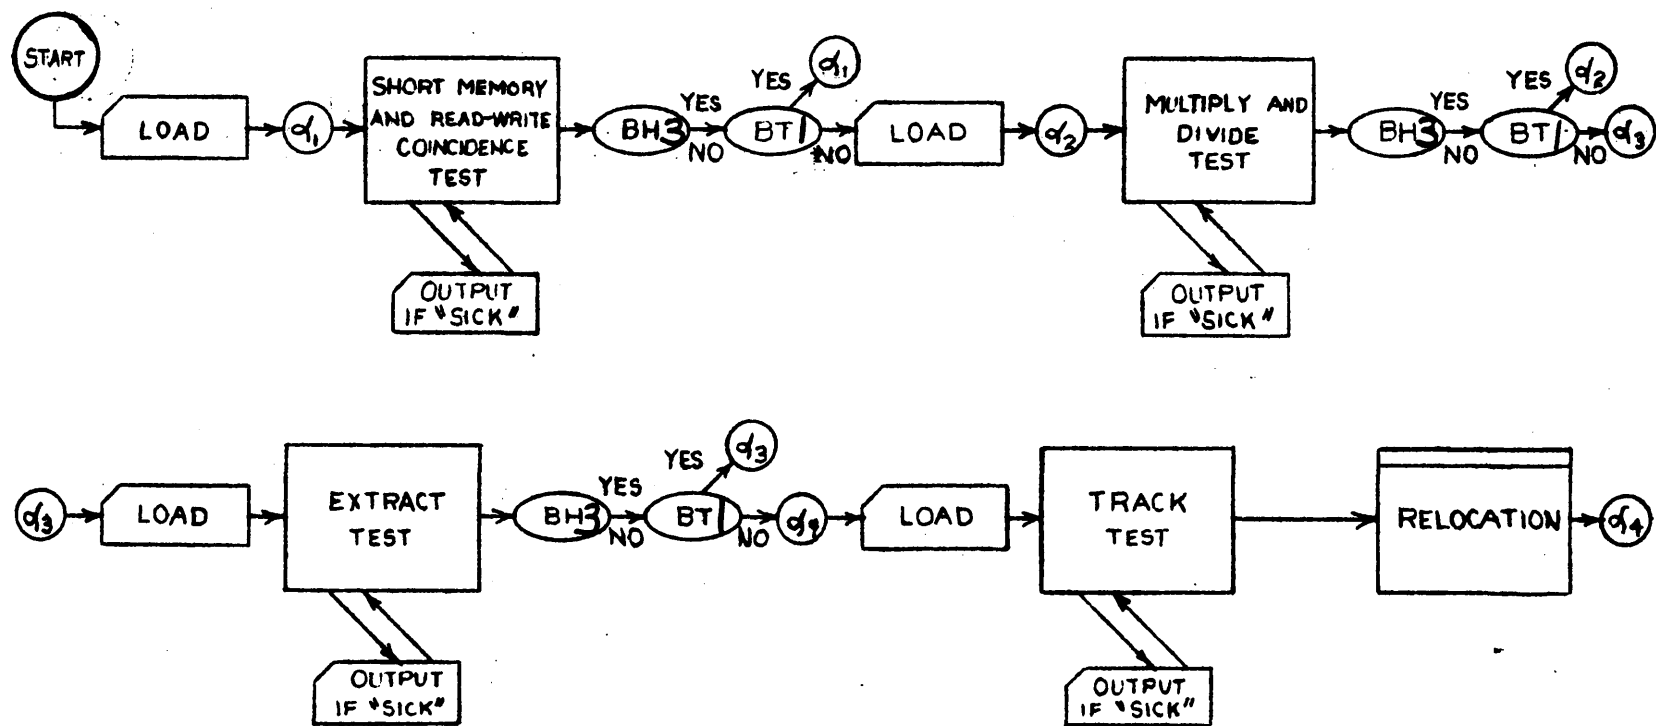 START
LOAD
α₁
SHORT MEMORY
AND READ-WRITE
COINCIDENCE
TEST
BH3
YES
NO
BT1
YES
α₁
NO
LOAD
α₂
MULTIPLY AND
DIVIDE
TEST
BH3
YES
NO
BT1
YES
α₂
NO
α₃
OUTPUT
IF "SICK"
OUTPUT
IF "SICK"
α₃
LOAD
EXTRACT
TEST
BH3
YES
NO
BT1
YES
α₃
NO
LOAD
TRACK
TEST
RELOCATION
α₄
OUTPUT
IF "SICK"
OUTPUT
IF "SICK"